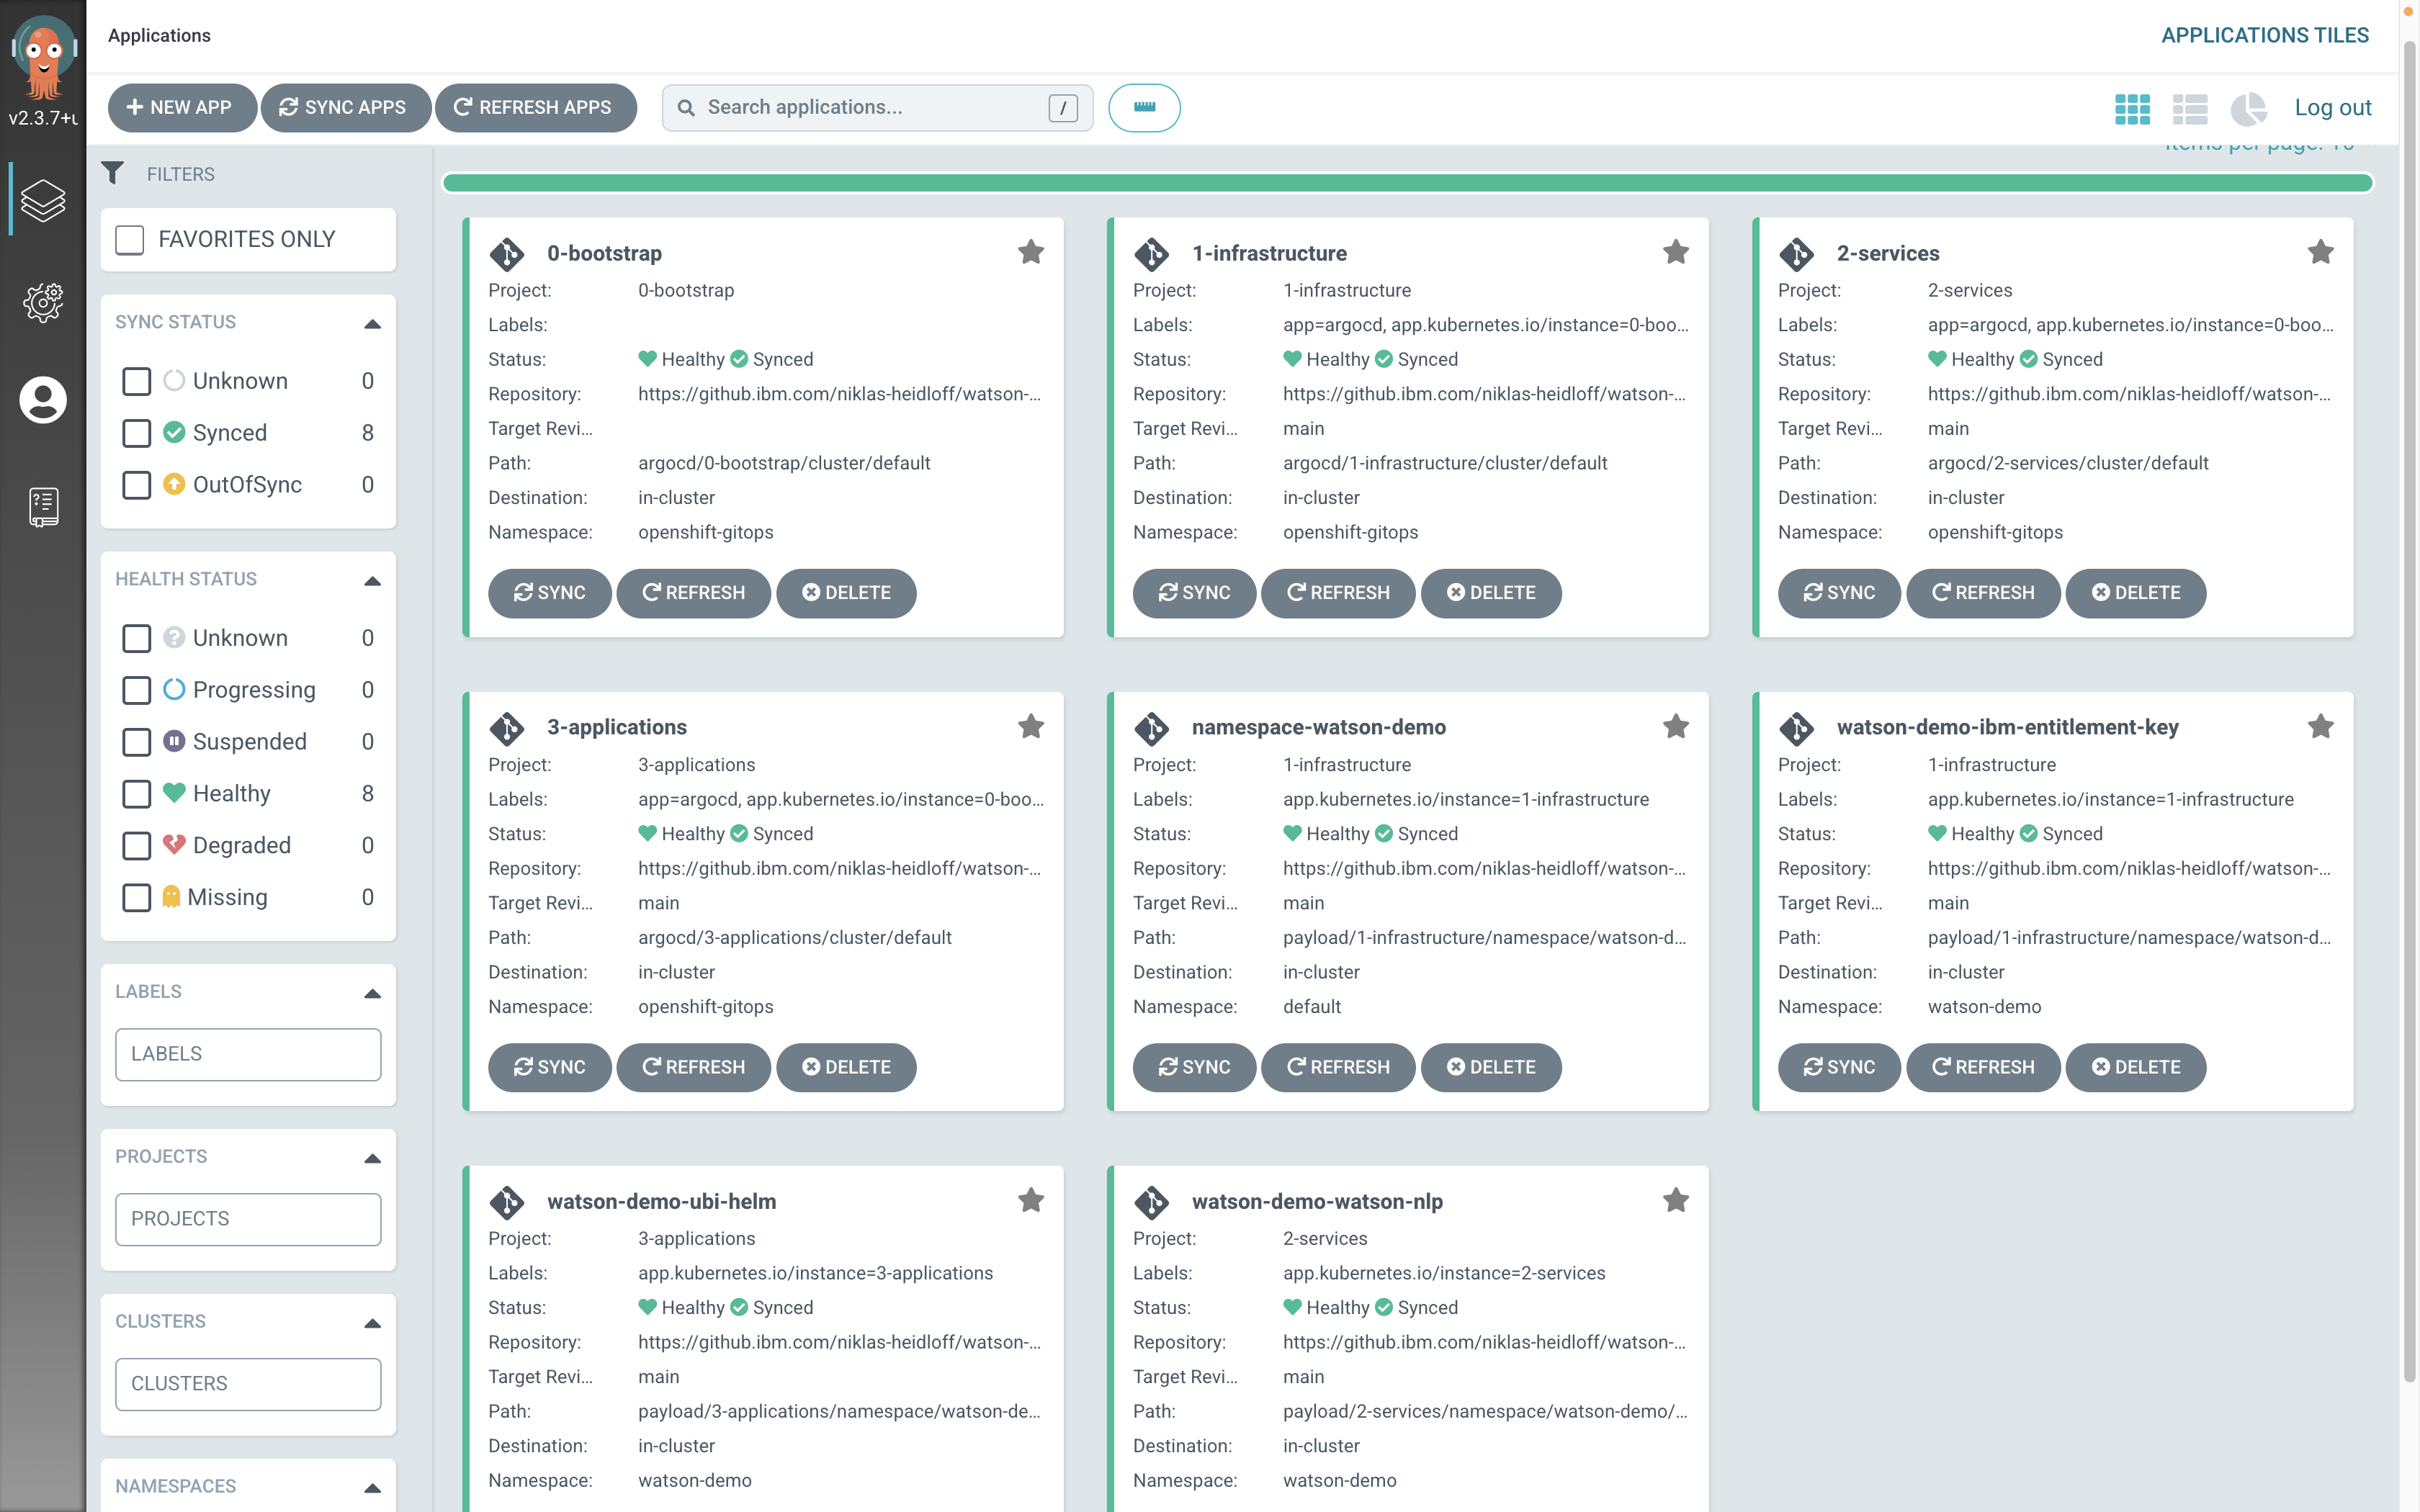 Applications
APPLICATIONS TILES
v2.3.7+u
NEW APP
SYNC APPS
REFRESH APPS
Search applications...
/
Log out
Items per page: 10
FILTERS
FAVORITES ONLY
SYNC STATUS
Unknown 0
Synced 8
OutOfSync 0
HEALTH STATUS
Unknown 0
Progressing 0
Suspended 0
Healthy 8
Degraded 0
Missing 0
LABELS
LABELS
PROJECTS
PROJECTS
CLUSTERS
CLUSTERS
NAMESPACES
0-bootstrap
Project: 0-bootstrap
Labels:
Status: Healthy Synced
Repository: https://github.ibm.com/niklas-heidloff/watson-...
Target Revi...
Path: argocd/0-bootstrap/cluster/default
Destination: in-cluster
Namespace: openshift-gitops
SYNC REFRESH DELETE
1-infrastructure
Project: 1-infrastructure
Labels: app=argocd, app.kubernetes.io/instance=0-boo...
Status: Healthy Synced
Repository: https://github.ibm.com/niklas-heidloff/watson-...
Target Revi... main
Path: argocd/1-infrastructure/cluster/default
Destination: in-cluster
Namespace: openshift-gitops
SYNC REFRESH DELETE
2-services
Project: 2-services
Labels: app=argocd, app.kubernetes.io/instance=0-boo...
Status: Healthy Synced
Repository: https://github.ibm.com/niklas-heidloff/watson-...
Target Revi... main
Path: argocd/2-services/cluster/default
Destination: in-cluster
Namespace: openshift-gitops
SYNC REFRESH DELETE
3-applications
Project: 3-applications
Labels: app=argocd, app.kubernetes.io/instance=0-boo...
Status: Healthy Synced
Repository: https://github.ibm.com/niklas-heidloff/watson-...
Target Revi... main
Path: argocd/3-applications/cluster/default
Destination: in-cluster
Namespace: openshift-gitops
SYNC REFRESH DELETE
namespace-watson-demo
Project: 1-infrastructure
Labels: app.kubernetes.io/instance=1-infrastructure
Status: Healthy Synced
Repository: https://github.ibm.com/niklas-heidloff/watson-...
Target Revi... main
Path: payload/1-infrastructure/namespace/watson-d...
Destination: in-cluster
Namespace: default
SYNC REFRESH DELETE
watson-demo-ibm-entitlement-key
Project: 1-infrastructure
Labels: app.kubernetes.io/instance=1-infrastructure
Status: Healthy Synced
Repository: https://github.ibm.com/niklas-heidloff/watson-...
Target Revi... main
Path: payload/1-infrastructure/namespace/watson-d...
Destination: in-cluster
Namespace: watson-demo
SYNC REFRESH DELETE
watson-demo-ubi-helm
Project: 3-applications
Labels: app.kubernetes.io/instance=3-applications
Status: Healthy Synced
Repository: https://github.ibm.com/niklas-heidloff/watson-...
Target Revi... main
Path: payload/3-applications/namespace/watson-de...
Destination: in-cluster
Namespace: watson-demo
watson-demo-watson-nlp
Project: 2-services
Labels: app.kubernetes.io/instance=2-services
Status: Healthy Synced
Repository: https://github.ibm.com/niklas-heidloff/watson-...
Target Revi... main
Path: payload/2-services/namespace/watson-demo/...
Destination: in-cluster
Namespace: watson-demo